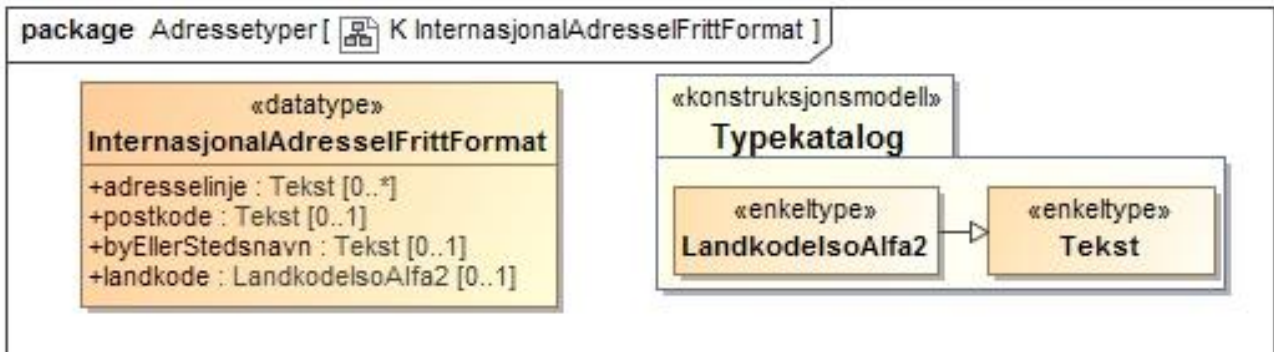 package Adressetyper [ K InternasjonalAdresseIFrittFormat ]
«datatype»
InternasjonalAdresseIFrittFormat
+adresselinje : Tekst [0..*]
+postkode : Tekst [0..1]
+byEllerStedsnavn : Tekst [0..1]
+landkode : LandkodeIsoAlfa2 [0..1]
«konstruksjonsmodell»
Typekatalog
«enkeltype»
LandkodeIsoAlfa2
«enkeltype»
Tekst